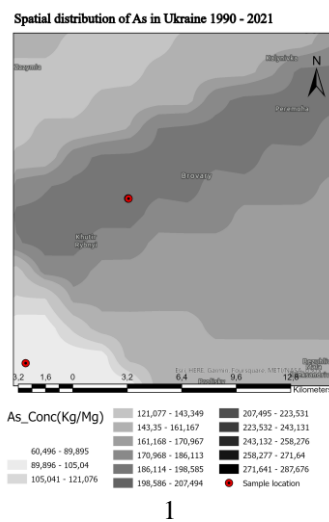 Spatial distribution of As in Ukraine 1990 - 2021
Kalynivka
N
Peremoha
Brovary
Khutir
3,2 1,6 0 3,2 6,4 9,6 12,8
Kilometers
As_Conc(Kg/Mg)
60,496 - 89,895
89,896 - 105,04
105,041 - 121,076
121,077 - 143,349
143,35 - 161,167
161,168 - 170,967
170,968 - 186,113
186,114 - 198,585
198,586 - 207,494
207,495 - 223,531
223,532 - 243,131
243,132 - 258,276
258,277 - 271,64
271,641 - 287,676
Sample location
1